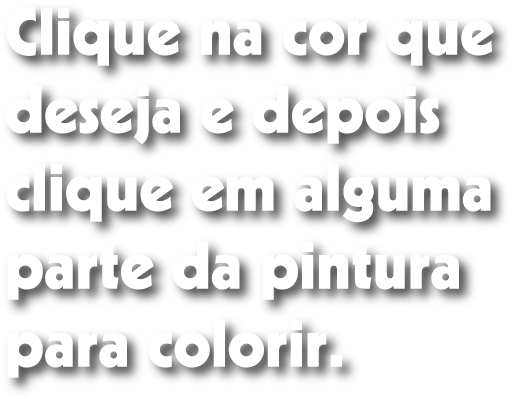 Clique na cor que
deseja e depois
clique em alguma
parte da pintura
para colorir.